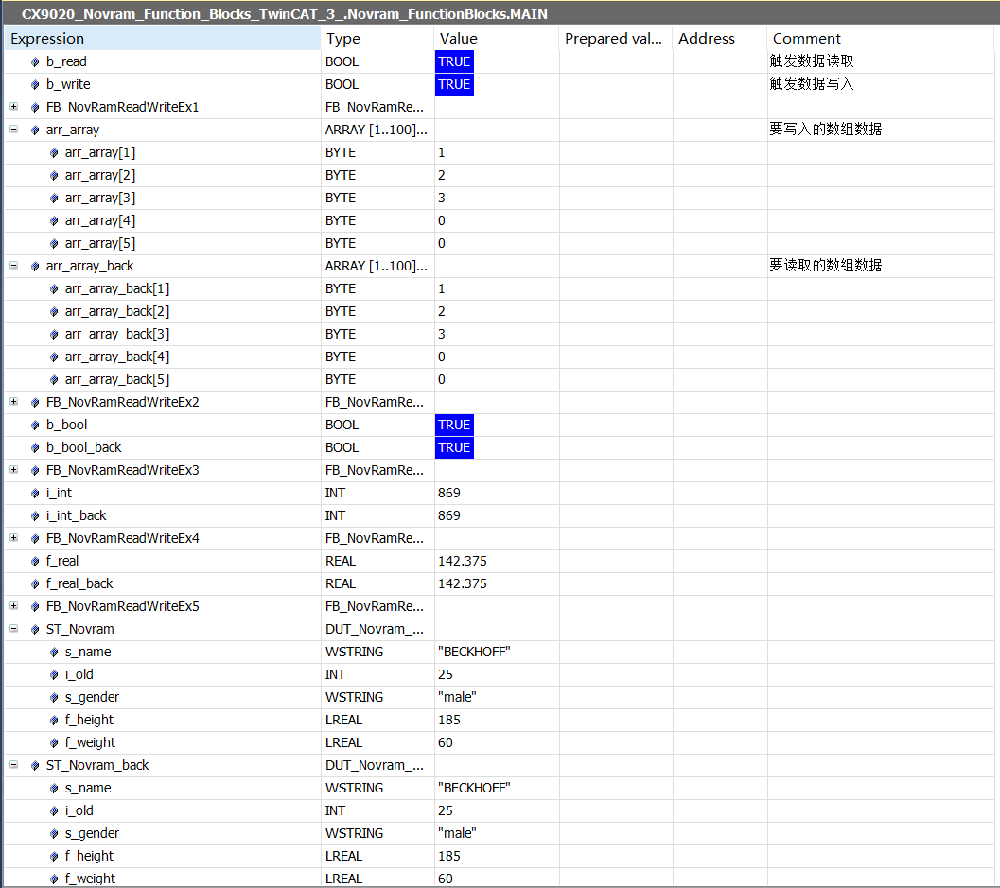 CX9020_Novram_Function_Blocks_TwinCAT_3_.Novram_FunctionBlocks.MAIN
Expression Type Value Prepared val... Address Comment
b_read BOOL TRUE 触发数据读取
b_write BOOL TRUE 触发数据写入
FB_NovRamReadWriteEx1 FB_NovRamRe...
arr_array ARRAY [1..100]... 要写入的数组数据
arr_array[1] BYTE 1
arr_array[2] BYTE 2
arr_array[3] BYTE 3
arr_array[4] BYTE 0
arr_array[5] BYTE 0
arr_array_back ARRAY [1..100]... 要读取的数组数据
arr_array_back[1] BYTE 1
arr_array_back[2] BYTE 2
arr_array_back[3] BYTE 3
arr_array_back[4] BYTE 0
arr_array_back[5] BYTE 0
FB_NovRamReadWriteEx2 FB_NovRamRe...
b_bool BOOL TRUE
b_bool_back BOOL TRUE
FB_NovRamReadWriteEx3 FB_NovRamRe...
i_int INT 869
i_int_back INT 869
FB_NovRamReadWriteEx4 FB_NovRamRe...
f_real REAL 142.375
f_real_back REAL 142.375
FB_NovRamReadWriteEx5 FB_NovRamRe...
ST_Novram DUT_Novram_...
s_name WSTRING "BECKHOFF"
i_old INT 25
s_gender WSTRING "male"
f_height LREAL 185
f_weight LREAL 60
ST_Novram_back DUT_Novram_...
s_name WSTRING "BECKHOFF"
i_old INT 25
s_gender WSTRING "male"
f_height LREAL 185
f_weight LREAL 60